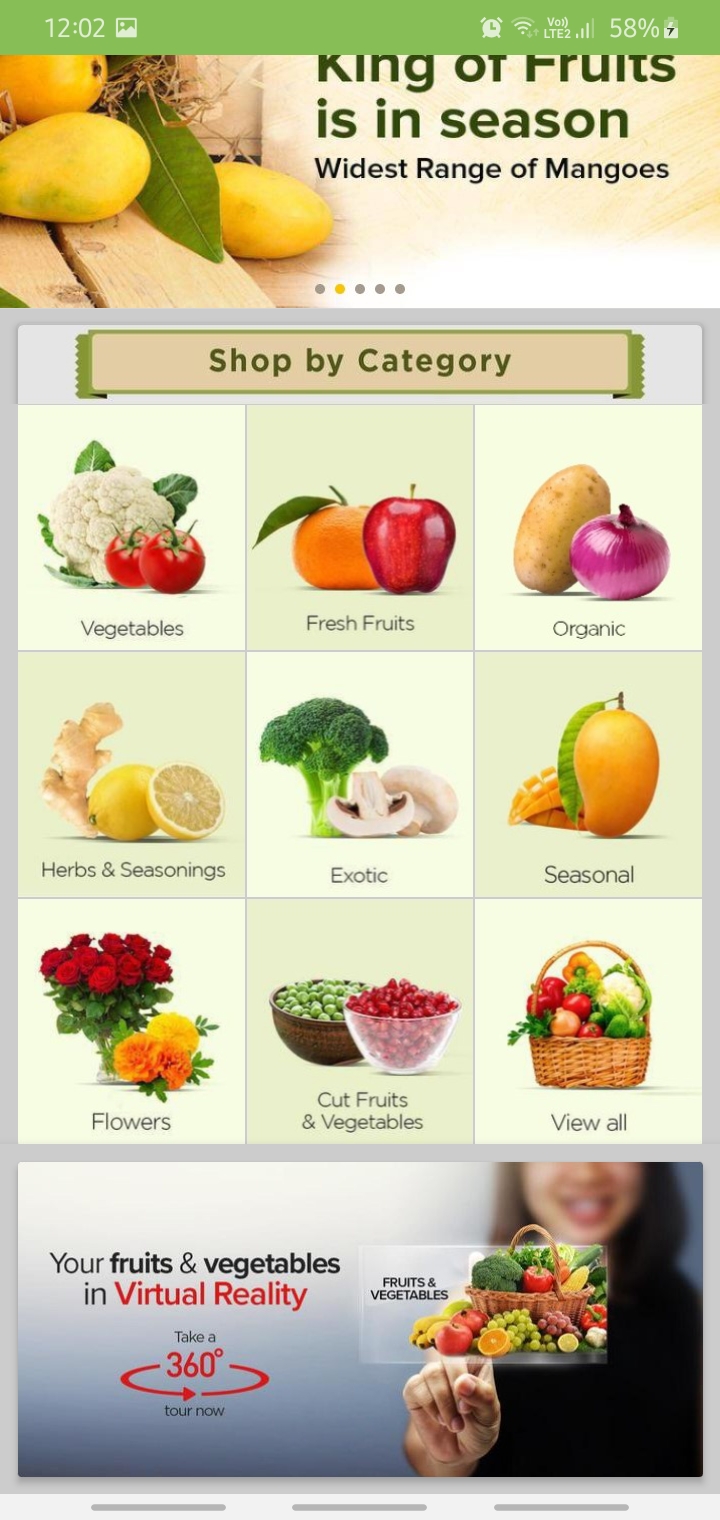 12:02
Vo))
LTE2
58%
King of Fruits
is in season
Widest Range of Mangoes
Shop by Category
Vegetables
Fresh Fruits
Organic
Herbs & Seasonings
Exotic
Seasonal
Flowers
Cut Fruits
& Vegetables
View all
Your fruits & vegetables
in Virtual Reality
Take a
360°
tour now
FRUITS &
VEGETABLES